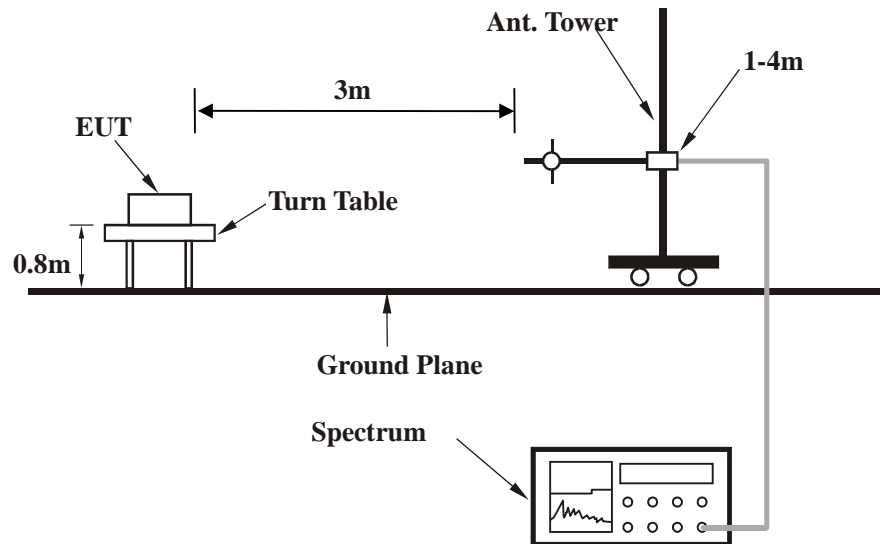 Ant. Tower
1-4m
3m
EUT
Turn Table
0.8m
Ground Plane
Spectrum